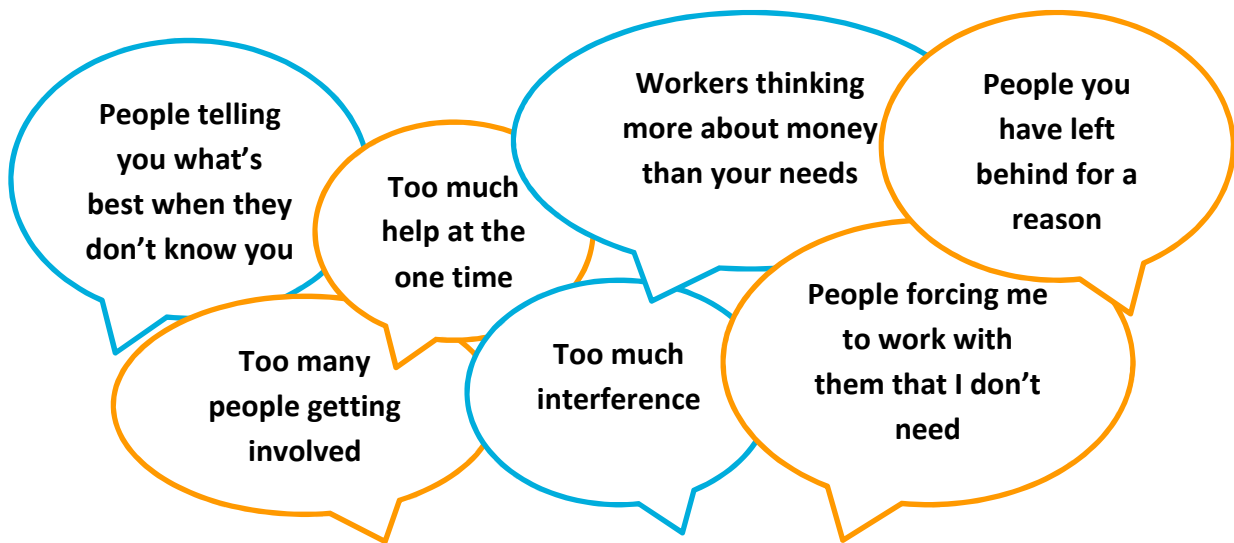 People telling
you what's
best when they
don't know you
Too much
help at the
one time
Workers thinking
more about money
than your needs
People you
have left
behind for a
reason
Too many
people getting
involved
Too much
interference
People forcing me
to work with
them that I don't
need